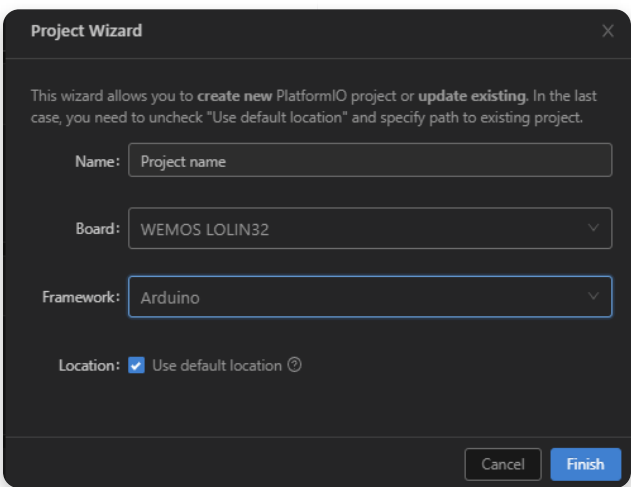 Project Wizard
This wizard allows you to create new PlatformIO project or update existing. In the last
case, you need to uncheck "Use default location" and specify path to existing project.
Name: Project name
Board: WEMOS LOLIN32
Framework: Arduino
Location: Use default location
Cancel Finish